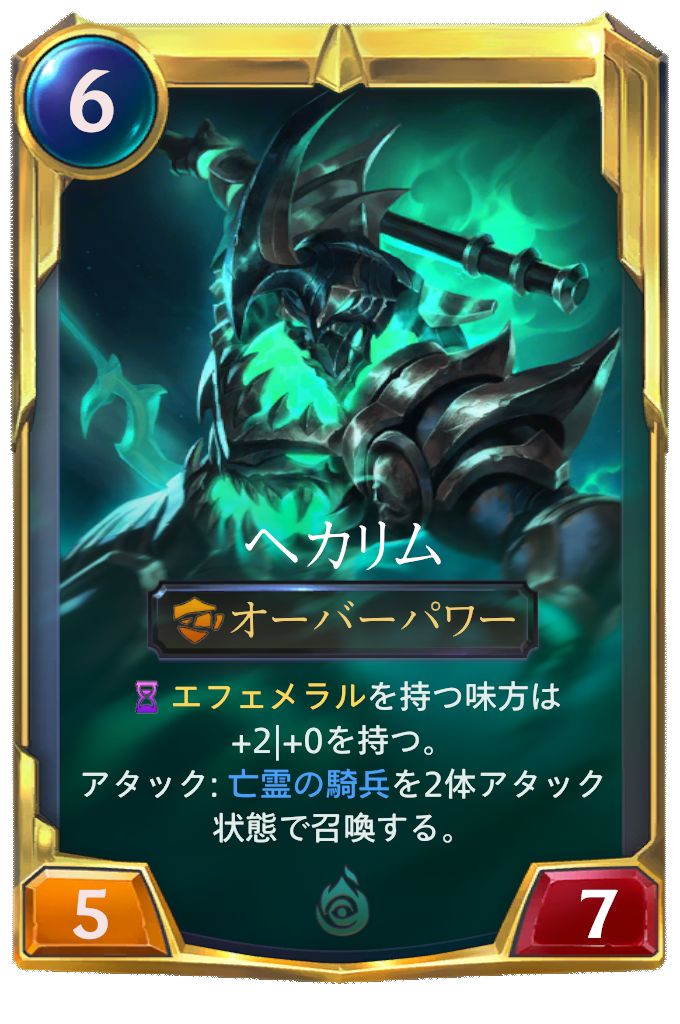 6
ヘカリム
オーバーパワー
エフェメラルを持つ味方は
+2|+0を持つ。
アタック: 亡霊の騎兵を2体アタック
状態で召喚する。
5
7